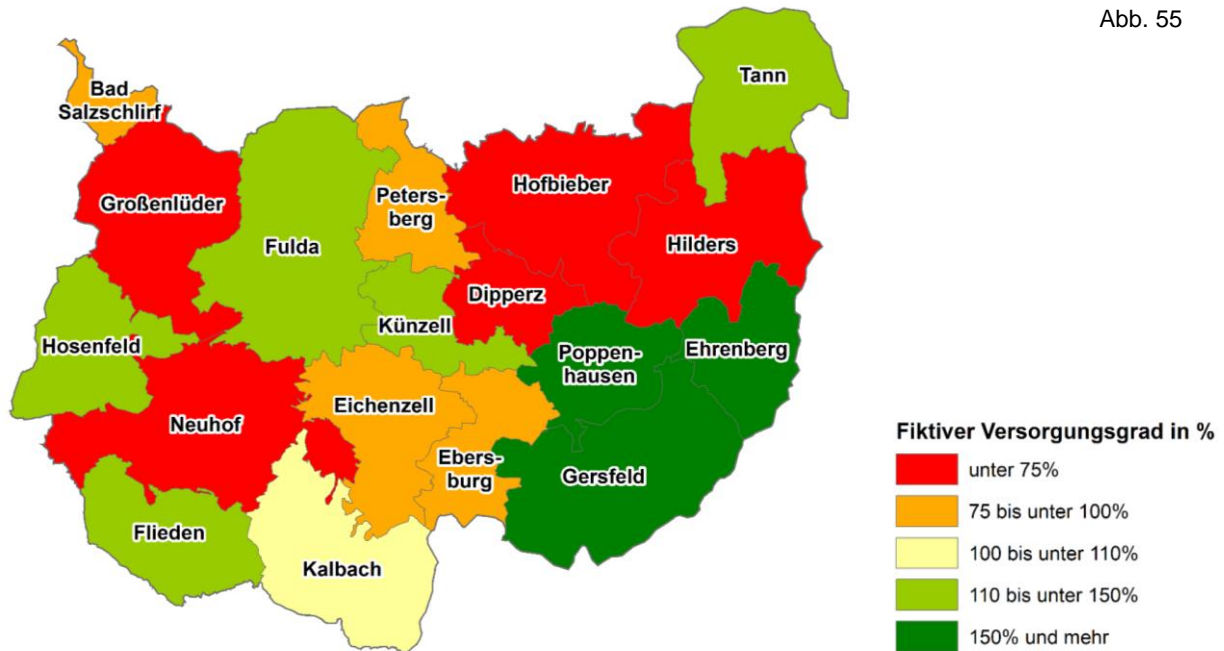 Abb. 55
Tann
Bad
Salzschlirf
Hofbieber
Großenlüder
Peters-
berg
Fulda
Hilders
Dipperz
Künzell
Hosenfeld
Poppen-
hausen
Ehrenberg
Eichenzell
Neuhof
Ebers-
burg
Gersfeld
Flieden
Kalbach
Fiktiver Versorgungsgrad in %
unter 75%
75 bis unter 100%
100 bis unter 110%
110 bis unter 150%
150% und mehr